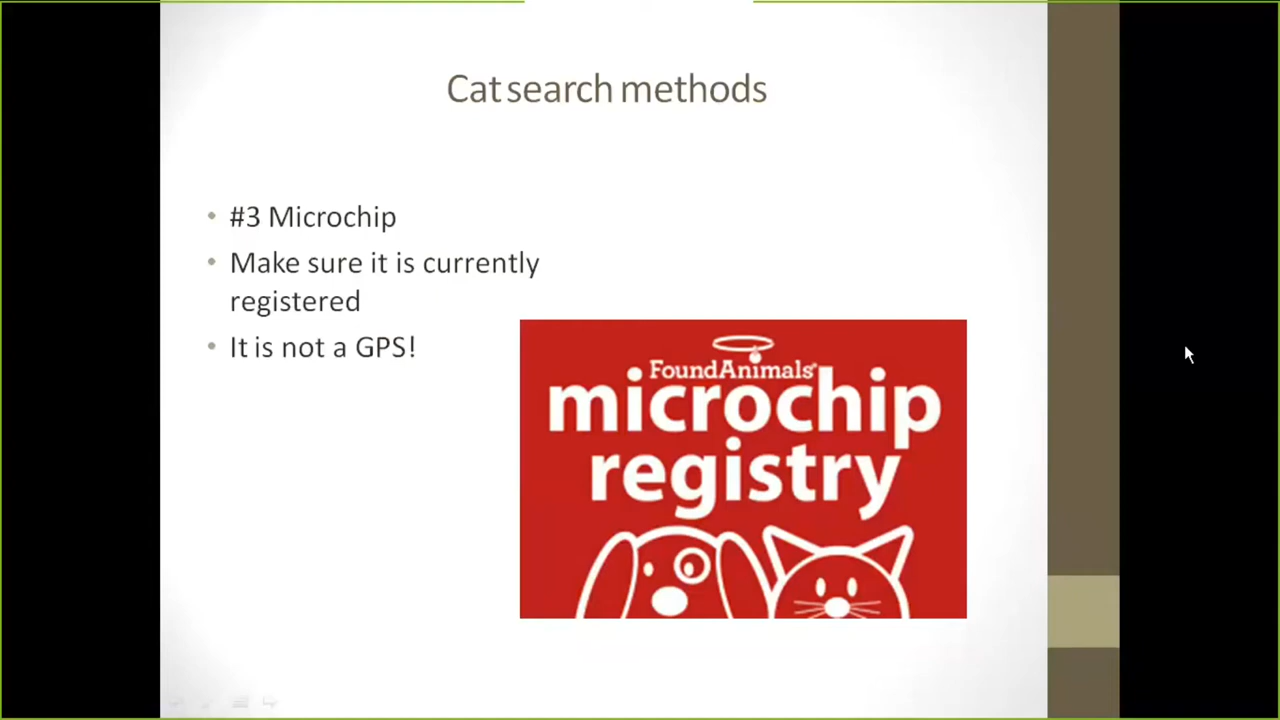 Cat search methods
• #3 Microchip
• Make sure it is currently
registered
• It is not a GPS!
FoundAnimals®
microchip
registry